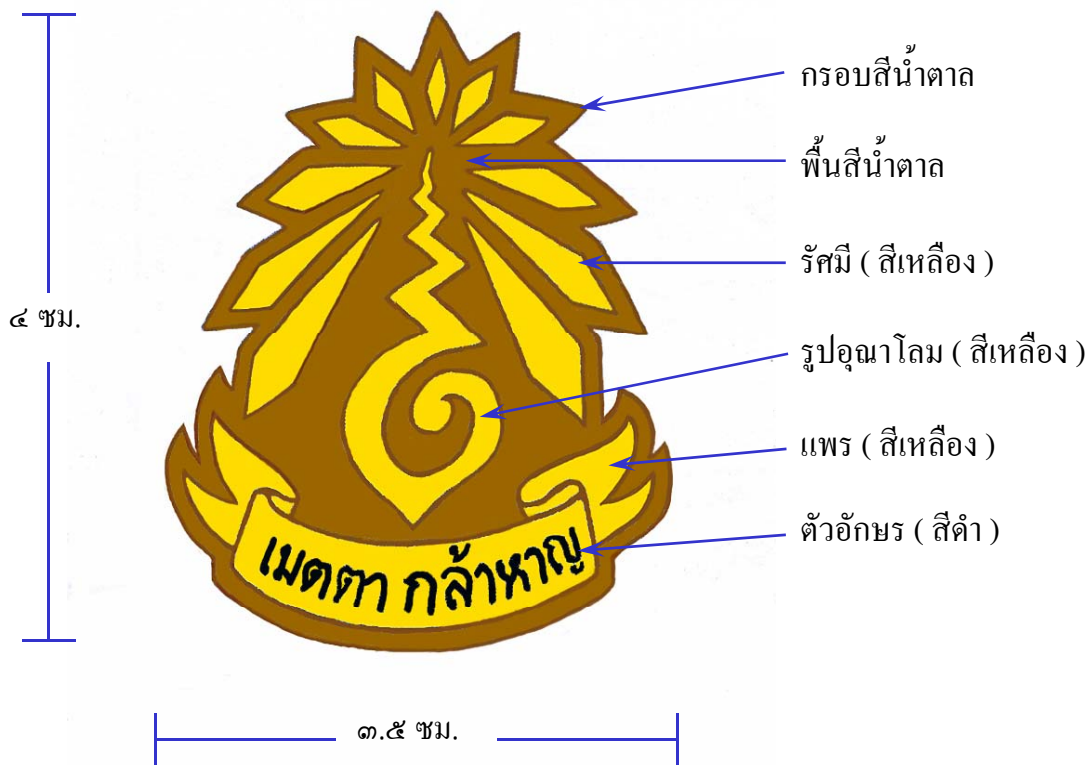 กรอบสีน้ำตาล
พื้นสีน้ำตาล
รัศมี ( สีเหลือง )
๔ ซม.
รูปอุณาโลม ( สีเหลือง )
แพร ( สีเหลือง )
ตัวอักษร ( สีดำ )
เมตตา กล้าหาญ
๓.๕ ซม.